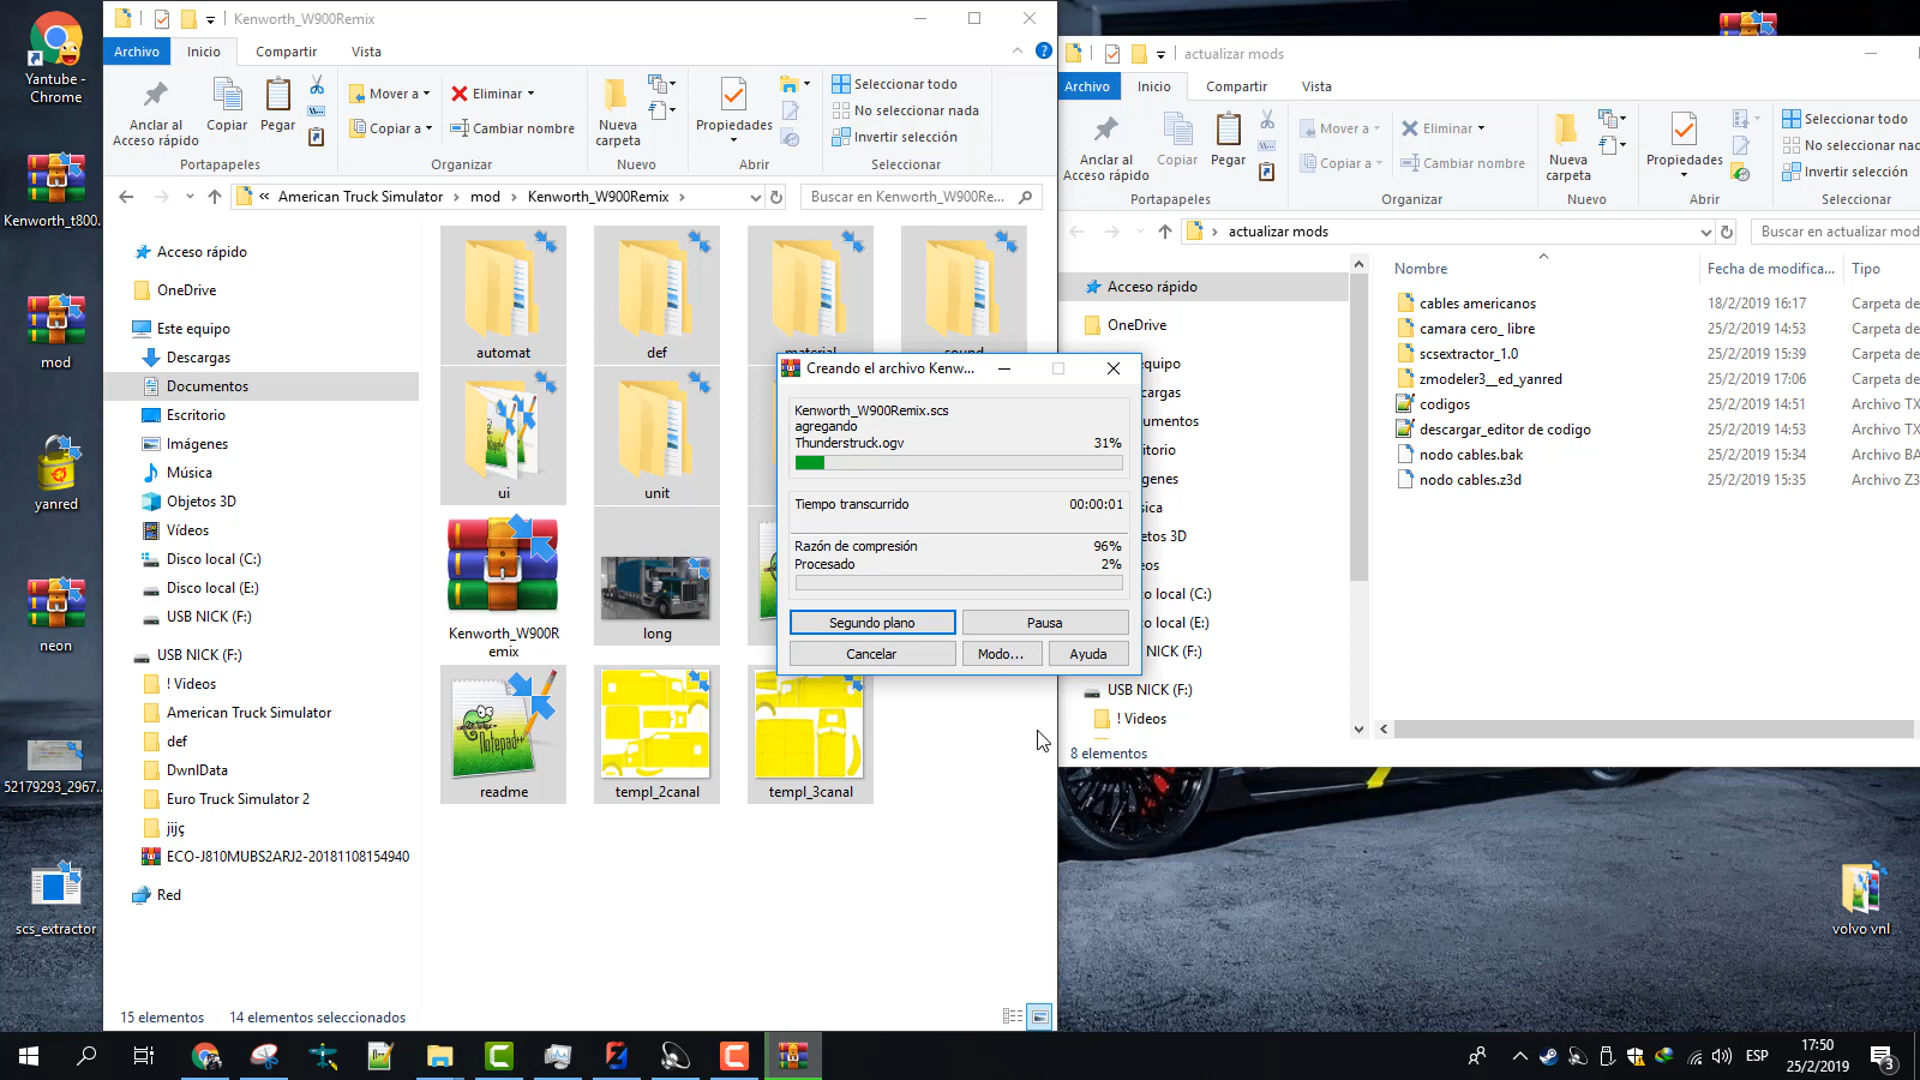 Yantube -
Chrome
Kenworth_t800.
mod
yanred
neon
52179293_2967..
scs_extractor
Kenworth_W900Remix
Archivo
Inicio
Compartir
Vista
Anclar al
Acceso rápido
Copiar
Pegar
Mover a
Copiar a
Eliminar
Cambiar nombre
Nueva
carpeta
Propiedades
Seleccionar todo
No seleccionar nada
Invertir selección
Portapapeles
Organizar
Nuevo
Abrir
Seleccionar
« American Truck Simulator > mod > Kenworth_W900Remix >
Buscar en Kenworth_W900Re...
Acceso rápido
OneDrive
Este equipo
Descargas
Documentos
Escritorio
Imágenes
Música
Objetos 3D
Vídeos
Disco local (C:)
Disco local (E:)
USB NICK (F:)
USB NICK (F:)
! Videos
American Truck Simulator
def
DwnlData
Euro Truck Simulator 2
jijç
ECO-J810MUBS2ARJ2-20181108154940
Red
automat
def
material
sound
ui
unit
Kenworth_W900R
emix
long
readme
templ_2canal
templ_3canal
15 elementos
14 elementos seleccionados
Creando el archivo Kenw...
Kenworth_W900Remix.scs
agregando
Thunderstruck.ogv
31%
Tiempo transcurrido
00:00:01
Razón de compresión
96%
Procesado
2%
Segundo plano
Pausa
Cancelar
Modo...
Ayuda
actualizar mods
Archivo
Inicio
Compartir
Vista
Anclar al
Acceso rápido
Copiar
Pegar
Mover a
Copiar a
Eliminar
Cambiar nombre
Nueva
carpeta
Propiedades
Seleccionar todo
No seleccionar nac
Invertir selección
Portapapeles
Organizar
Nuevo
Abrir
Seleccionar
> actualizar mods
Buscar en actualizar mod
Acceso rápido
OneDrive
equipo
cargas
umentos
itorio
genes
sica
etos 3D
eos
o local (C:)
o local (E:)
NICK (F:)
USB NICK (F:)
! Videos
Nombre
Fecha de modifica...
Tipo
cables americanos
18/2/2019 16:17
Carpeta de
camara cero_ libre
25/2/2019 14:53
Carpeta de
scsextractor_1.0
25/2/2019 15:39
Carpeta de
zmodeler3__ed_yanred
25/2/2019 17:06
Carpeta de
codigos
25/2/2019 14:51
Archivo TX
descargar_editor de codigo
25/2/2019 14:53
Archivo TX
nodo cables.bak
25/2/2019 15:34
Archivo BA
nodo cables.z3d
25/2/2019 15:35
Archivo Z3
8 elementos
volvo vnl
ESP
17:50
25/2/2019
3